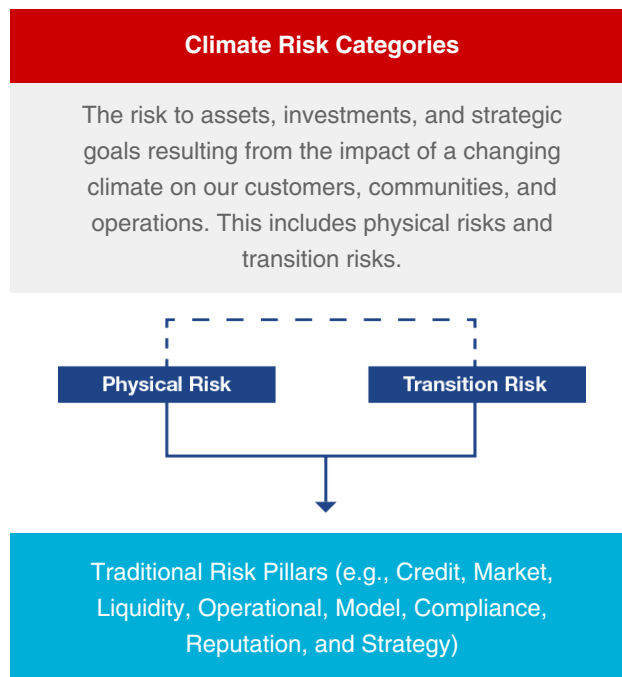 Climate Risk Categories
The risk to assets, investments, and strategic
goals resulting from the impact of a changing
climate on our customers, communities, and
operations. This includes physical risks and
transition risks.
Physical Risk
Transition Risk
Traditional Risk Pillars (e.g., Credit, Market,
Liquidity, Operational, Model, Compliance,
Reputation, and Strategy)